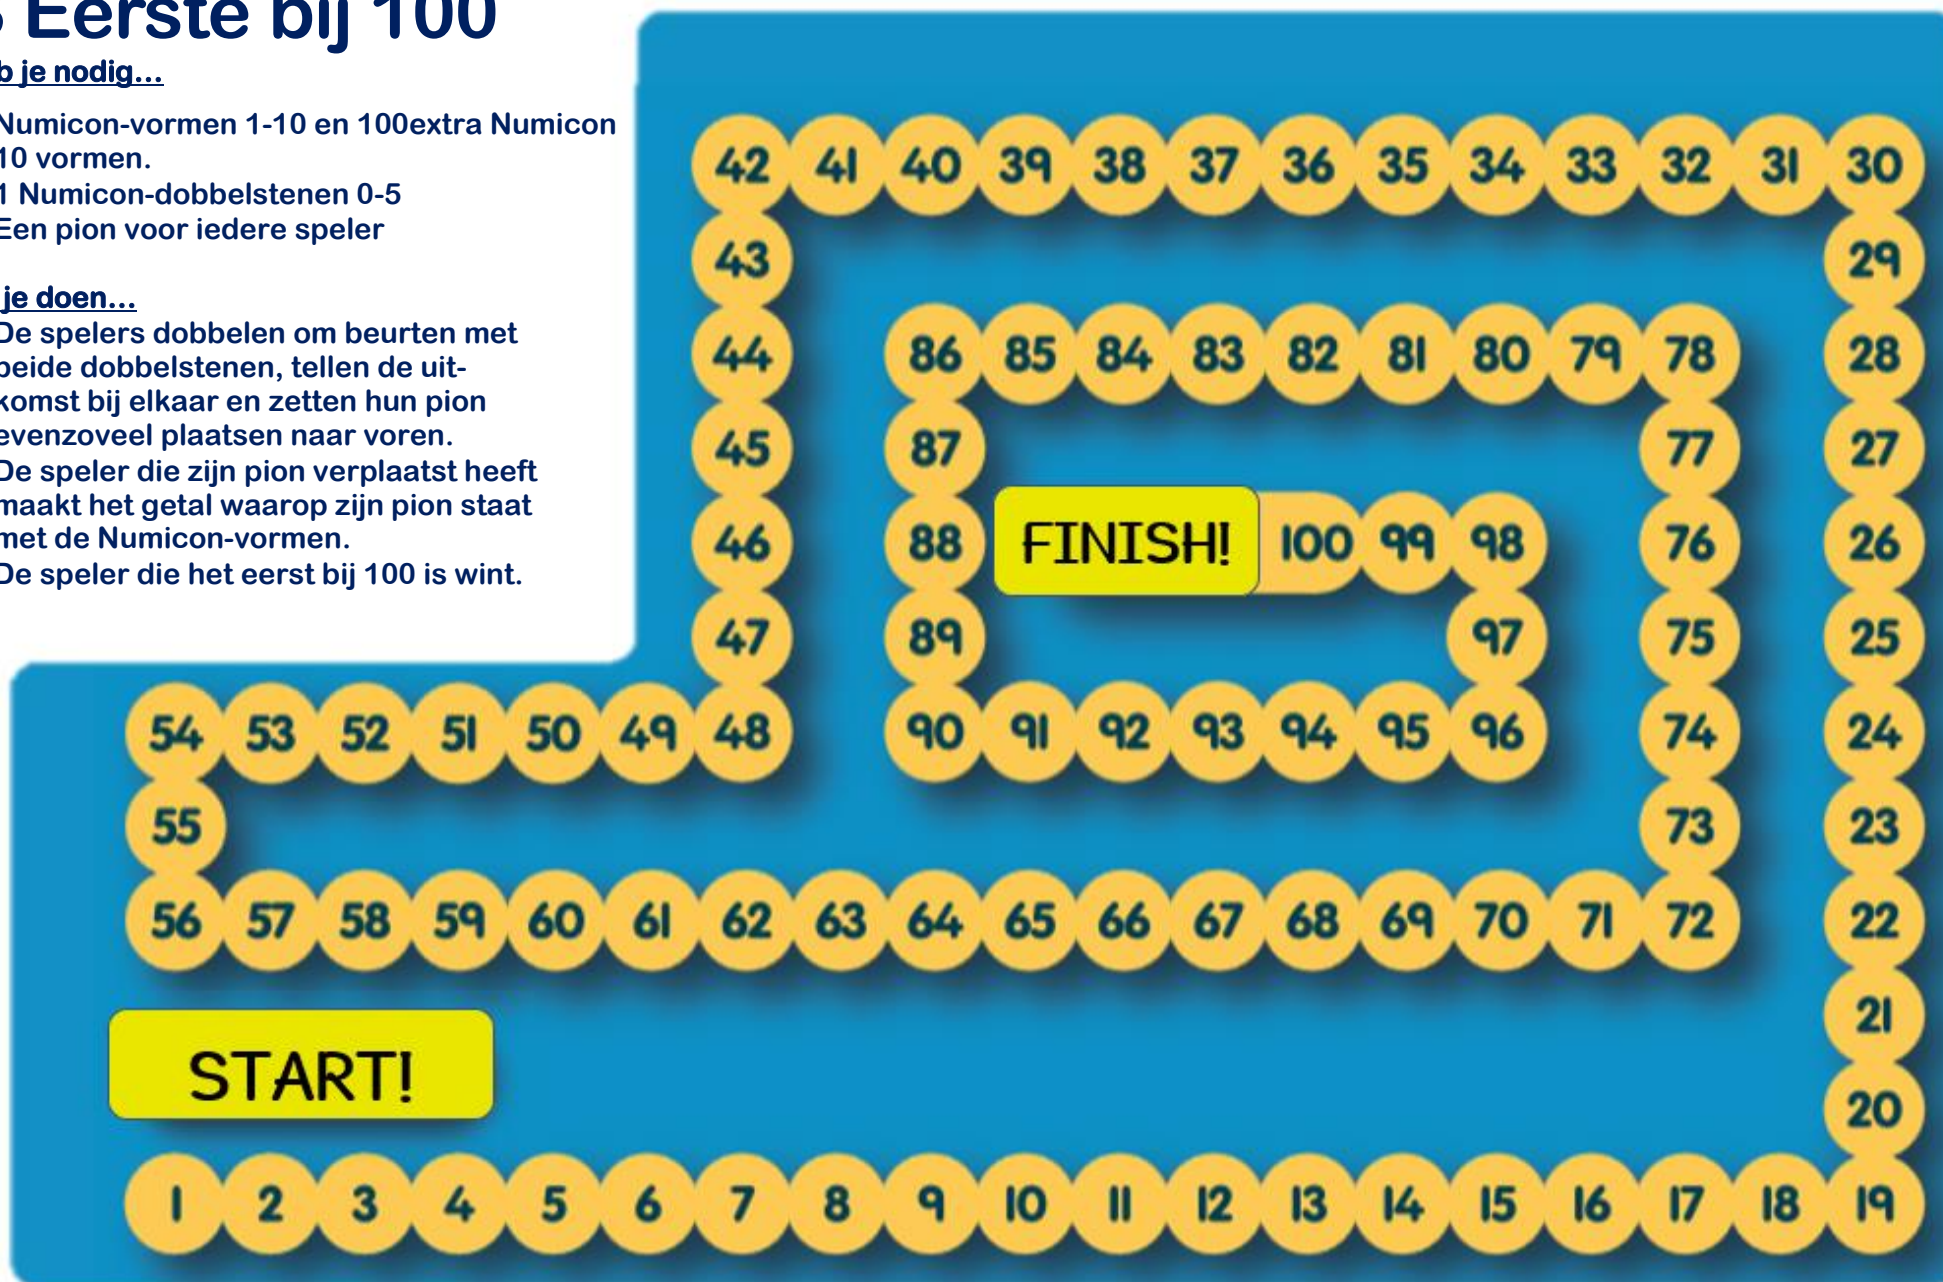 Eerste bij 100
je nodig...
Numicon-vormen 1-10 en 100extra Numicon
10 vormen.
1 Numicon-dobbelstenen 0-5
Een pion voor iedere speler
je doen...
De spelers dobbelen om beurten met
beide dobbelstenen, tellen de uit-
komst bij elkaar en zetten hun pion
evenzoveel plaatsen naar voren.
De speler die zijn pion verplaatst heeft
maakt het getal waarop zijn pion staat
met de Numicon-vormen.
De speler die het eerst bij 100 is wint.
42 41 40 39 38 37 36 35 34 33 32 31 30
43 29
44 86 85 84 83 82 81 80 79 78 28
45 87 77 27
46 88 FINISH! 100 99 98 76 26
47 89 97 75 25
54 53 52 51 50 49 48 90 91 92 93 94 95 96 74 24
55 73 23
56 57 58 59 60 61 62 63 64 65 66 67 68 69 70 71 72 22
21
START!
20
1 2 3 4 5 6 7 8 9 10 11 12 13 14 15 16 17 18 19